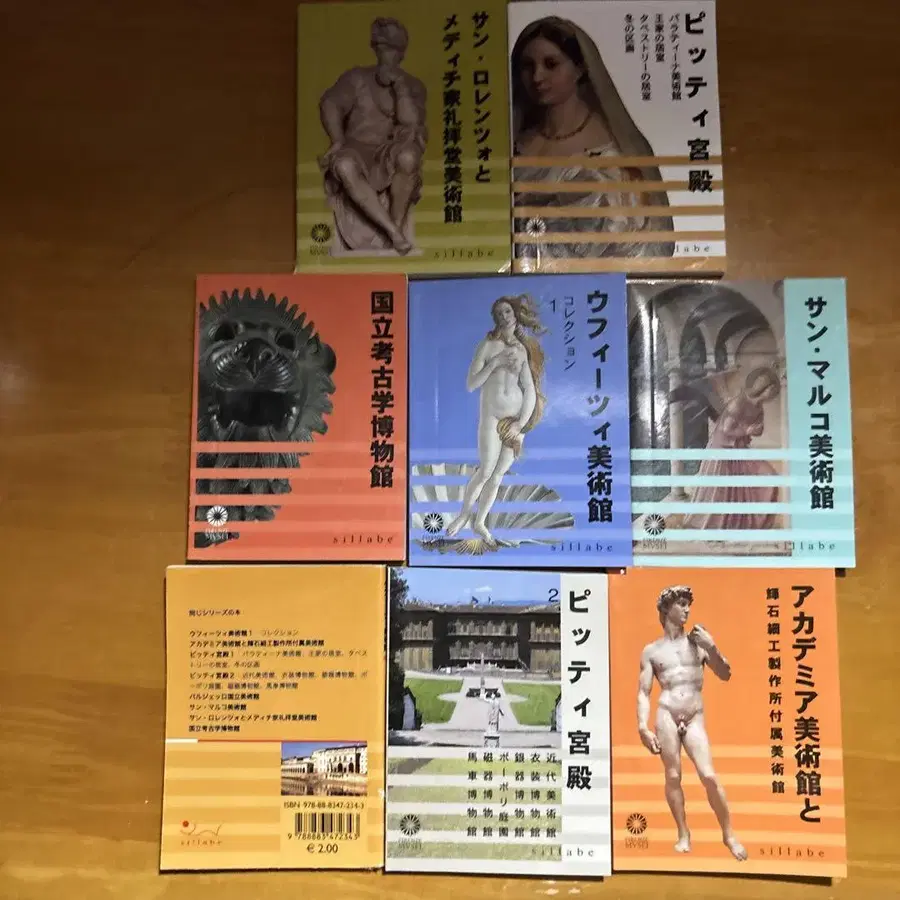 サン・ロレンツォと
メディチ家礼拝堂美術館
sillabe
ピッティ宮殿
パラティーナ美術館
王家の居室
タペストリーの居室
冬の区画
labe
国立考古学博物館
sillabe
ウフィーツィ美術館
コレクション
1
sillabe
サン・マルコ美術館
sillabe
同じシリーズの本
ウフィーツィ美術館1 コレクション
アカデミア美術館と輝石細工製作所付属美術館
ピッティ宮殿1 パラティーナ美術館、王家の居室、タペス
トリーの居室、冬の区画
ピッティ宮殿2 近代美術館、衣装博物館、銀器博物館、ボ
ーボリ庭園、磁器博物館、馬車博物館
バルジェッロ国立美術館
サン・マルコ美術館
サン・ロレンツォとメディチ家礼拝堂美術館
国立考古学博物館
ISBN 978-88-8347-234-3
9 788883 472343
€ 2.00
sillabe
2
ピッティ宮殿
近代美術館
衣装博物館
銀器博物館
ボーボリ庭園
磁器博物館
馬車博物館
sillabe
アカデミア美術館と
輝石細工製作所付属美術館
sillabe